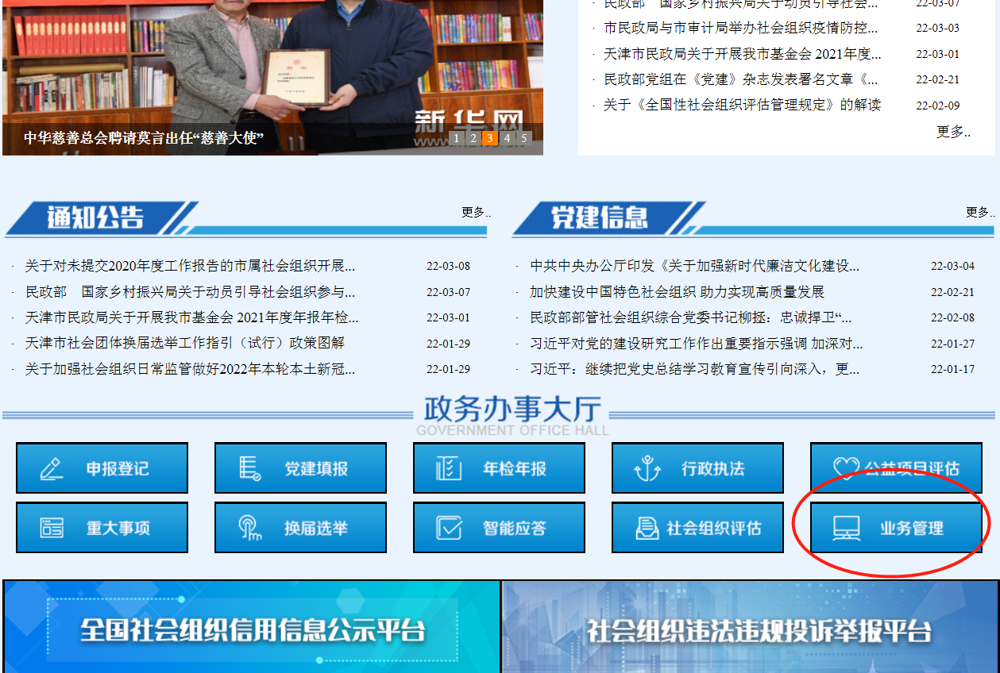 民政部　国家乡村振兴局关于动员引导社会... 22-03-07
市民政局与市审计局举办社会组织疫情防控... 22-03-03
天津市民政局关于开展我市基金会 2021年度... 22-03-01
民政部党组在《党建》杂志发表署名文章《... 22-02-21
关于《全国性社会组织评估管理规定》的解读 22-02-09
更多..
新华网
中华慈善总会聘请莫言出任“慈善大使”
1 2 3 4 5
通知公告 更多..
关于对未提交2020年度工作报告的市属社会组织开展... 22-03-08
民政部　国家乡村振兴局关于动员引导社会组织参与... 22-03-07
天津市民政局关于开展我市基金会 2021年度年报年检... 22-03-01
天津市社会团体换届选举工作指引（试行）政策图解 22-01-29
关于加强社会组织日常监管做好2022年本轮本土新冠... 22-01-29
党建信息 更多..
中共中央办公厅印发《关于加强新时代廉洁文化建设... 22-03-04
加快建设中国特色社会组织 助力实现高质量发展 22-02-21
民政部部管社会组织综合党委书记柳拯：忠诚捍卫“... 22-02-08
习近平对党的建设研究工作作出重要指示强调 加深对... 22-01-27
习近平：继续把党史总结学习教育宣传引向深入，更... 22-01-17
政务办事大厅
GOVERNMENT OFFICE HALL
申报登记 党建填报 年检年报 行政执法 公益项目评估
重大事项 换届选举 智能应答 社会组织评估 业务管理
全国社会组织信用信息公示平台
社会组织违法违规投诉举报平台